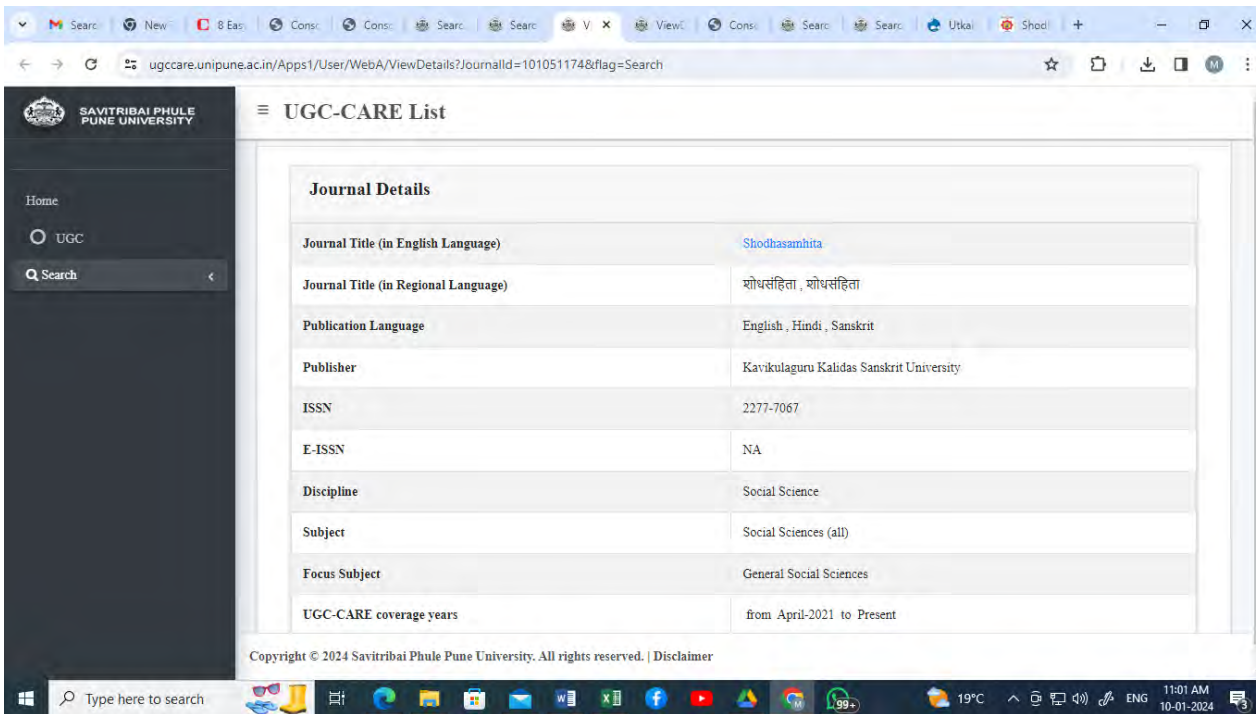 Searc
New
8 Eas
Consc
Consc
Searc
Searc
V
View
Consc
Searc
Searc
Utkal
Shod
ugccare.unipune.ac.in/Apps1/User/WebA/ViewDetails?JournalId=101051174&flag=Search
M
SAVITRIBAI PHULE
PUNE UNIVERSITY
UGC-CARE List
Home
UGC
Search
Journal Details
Journal Title (in English Language) Shodhasamhita
Journal Title (in Regional Language) शोधसंहिता , शोधसंहिता
Publication Language English , Hindi , Sanskrit
Publisher Kavikulaguru Kalidas Sanskrit University
ISSN 2277-7067
E-ISSN NA
Discipline Social Science
Subject Social Sciences (all)
Focus Subject General Social Sciences
UGC-CARE coverage years from April-2021 to Present
Copyright © 2024 Savitribai Phule Pune University. All rights reserved. | Disclaimer
Type here to search
99+
19°C
ENG
11:01 AM
10-01-2024
3